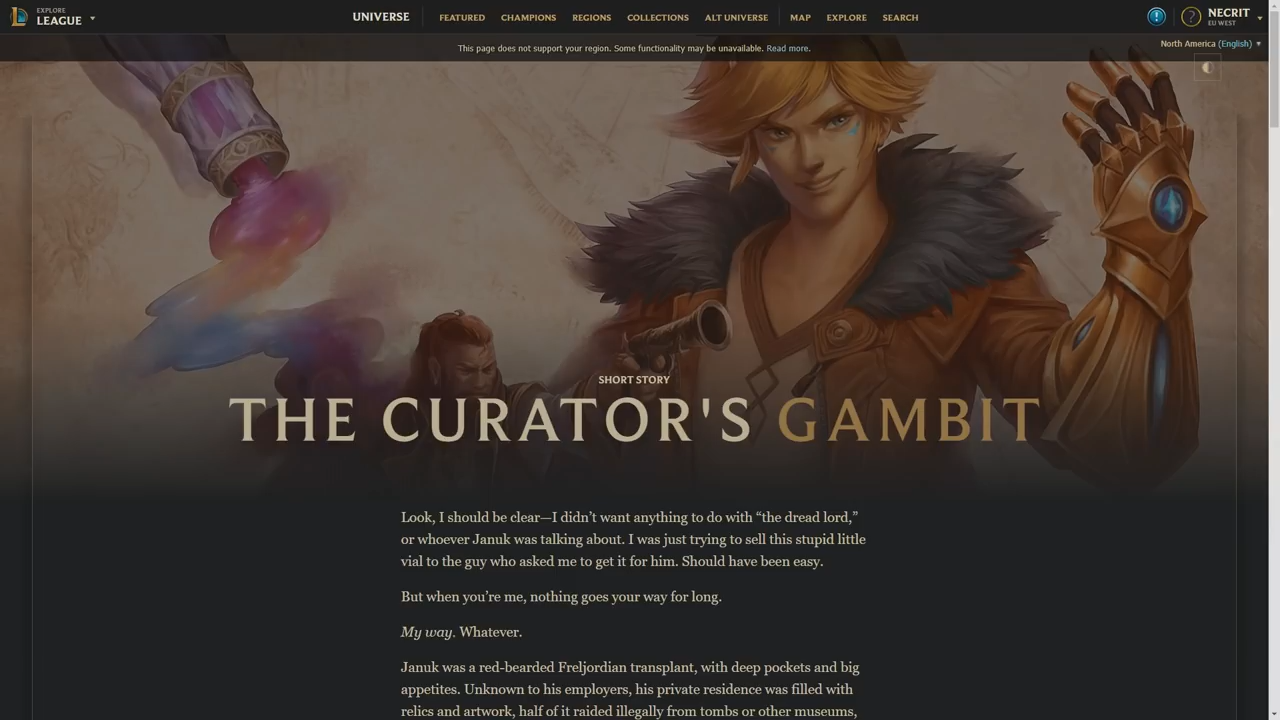 EXPLORE
LEAGUE
UNIVERSE
FEATURED
CHAMPIONS
REGIONS
COLLECTIONS
ALT UNIVERSE
MAP
EXPLORE
SEARCH
NECRIT
EU WEST
This page does not support your region. Some functionality may be unavailable. Read more.
North America (English)
SHORT STORY
THE CURATOR'S GAMBIT
Look, I should be clear—I didn’t want anything to do with “the dread lord,”
or whoever Januk was talking about. I was just trying to sell this stupid little
vial to the guy who asked me to get it for him. Should have been easy.
But when you’re me, nothing goes your way for long.
My way. Whatever.
Januk was a red-bearded Freljordian transplant, with deep pockets and big
appetites. Unknown to his employers, his private residence was filled with
relics and artwork, half of it raided illegally from tombs or other museums,